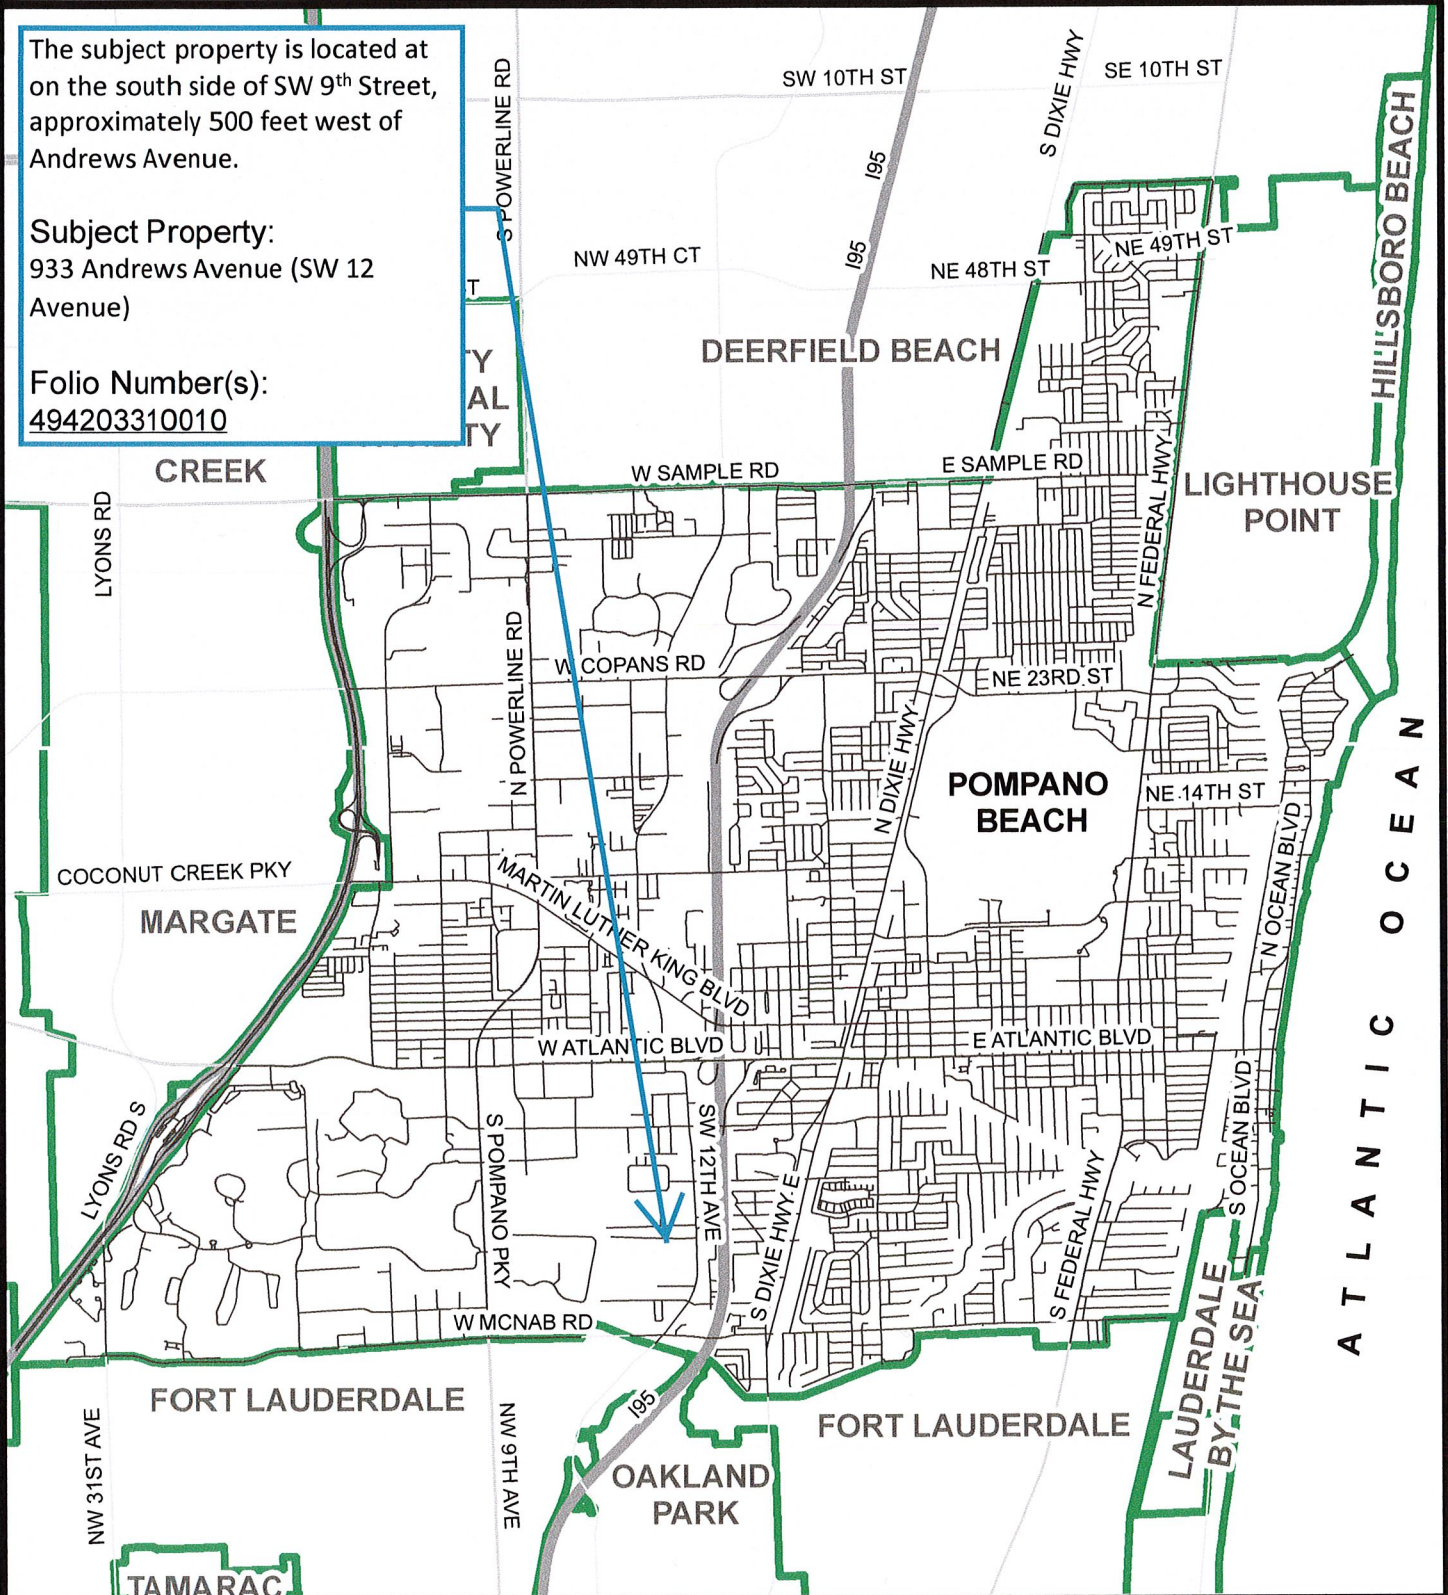 The subject property is located at
on the south side of SW 9th Street,
approximately 500 feet west of
Andrews Avenue.
Subject Property:
933 Andrews Avenue (SW 12
Avenue)
Folio Number(s):
494203310010
S POWERLINE RD
SW 10TH ST
S DIXIE HWY
SE 10TH ST
HILLSBORO BEACH
I95
I95
NW 49TH CT
NE 48TH ST
NE 49TH ST
T
TY
AL
TY
DEERFIELD BEACH
CREEK
W SAMPLE RD
E SAMPLE RD
LIGHTHOUSE
POINT
LYONS RD
N FEDERAL HWY
N POWERLINE RD
W COPANS RD
NE 23RD ST
N DIXIE HWY
POMPANO
BEACH
NE 14TH ST
N OCEAN BLVD
ATLANTIC OCEAN
COCONUT CREEK PKY
MARGATE
MARTIN LUTHER KING BLVD
W ATLANTIC BLVD
E ATLANTIC BLVD
LYONS RD S
S POMPANO PKY
SW 12TH AVE
S DIXIE HWY E
S FEDERAL HWY
S OCEAN BLVD
W MCNAB RD
FORT LAUDERDALE
I95
FORT LAUDERDALE
LAUDERDALE
BY THE SEA
NW 31ST AVE
NW 9TH AVE
OAKLAND
PARK
TAMARAC